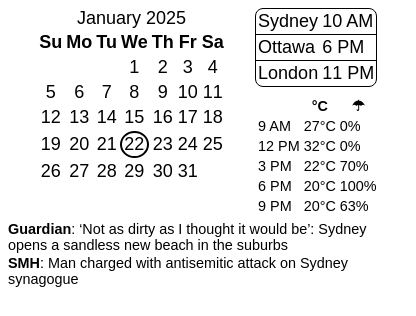 January 2025
Su Mo Tu We Th Fr Sa
1 2 3 4
5 6 7 8 9 10 11
12 13 14 15 16 17 18
19 20 21 22 23 24 25
26 27 28 29 30 31
Sydney 10 AM
Ottawa 6 PM
London 11 PM
°C ☂
9 AM 27°C 0%
12 PM 32°C 0%
3 PM 22°C 70%
6 PM 20°C 100%
9 PM 20°C 63%
Guardian: ‘Not as dirty as I thought it would be’: Sydney
opens a sandless new beach in the suburbs
SMH: Man charged with antisemitic attack on Sydney
synagogue